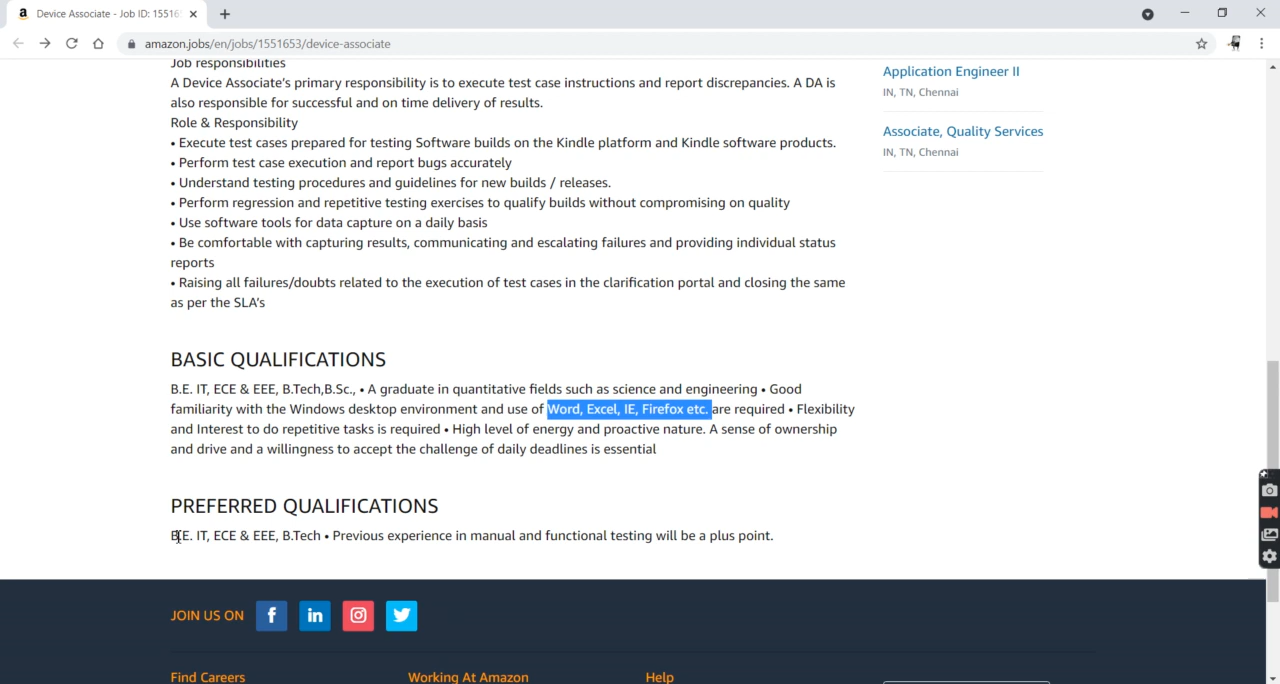 Device Associate - Job ID: 15516
amazon.jobs/en/jobs/1551653/device-associate
Job responsibilities
A Device Associate's primary responsibility is to execute test case instructions and report discrepancies. A DA is
also responsible for successful and on time delivery of results.
Role & Responsibility
• Execute test cases prepared for testing Software builds on the Kindle platform and Kindle software products.
• Perform test case execution and report bugs accurately
• Understand testing procedures and guidelines for new builds / releases.
• Perform regression and repetitive testing exercises to qualify builds without compromising on quality
• Use software tools for data capture on a daily basis
• Be comfortable with capturing results, communicating and escalating failures and providing individual status
reports
• Raising all failures/doubts related to the execution of test cases in the clarification portal and closing the same
as per the SLA's
BASIC QUALIFICATIONS
B.E. IT, ECE & EEE, B.Tech,B.Sc., • A graduate in quantitative fields such as science and engineering • Good
familiarity with the Windows desktop environment and use of Word, Excel, IE, Firefox etc. are required • Flexibility
and Interest to do repetitive tasks is required • High level of energy and proactive nature. A sense of ownership
and drive and a willingness to accept the challenge of daily deadlines is essential
PREFERRED QUALIFICATIONS
B.E. IT, ECE & EEE, B.Tech • Previous experience in manual and functional testing will be a plus point.
Application Engineer II
IN, TN, Chennai
Associate, Quality Services
IN, TN, Chennai
JOIN US ON
Find Careers
Working At Amazon
Help